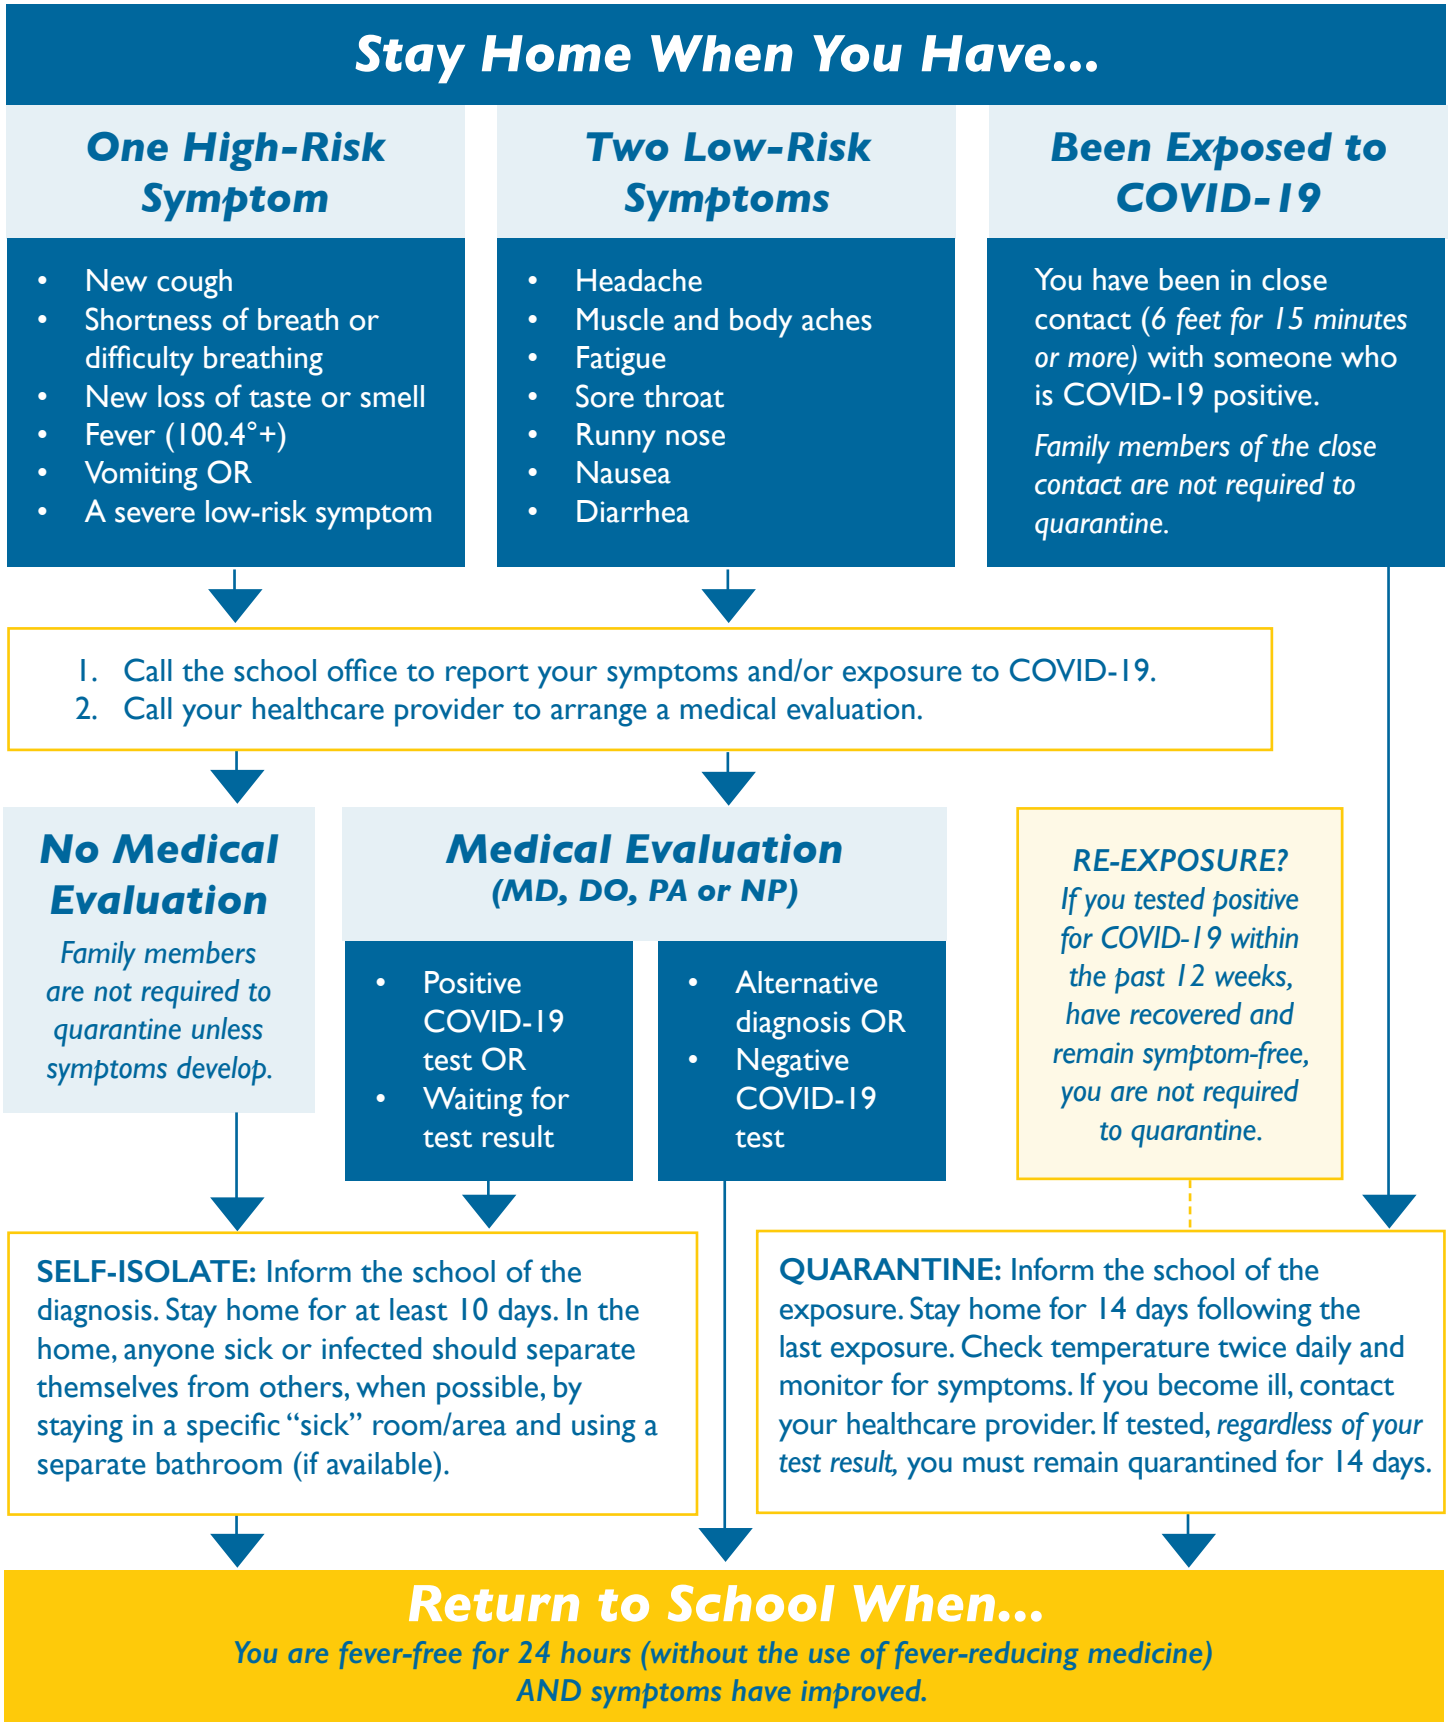 Stay Home When You Have...
One High-Risk
Symptom
• New cough
• Shortness of breath or
difficulty breathing
• New loss of taste or smell
• Fever (100.4°+)
• Vomiting OR
• A severe low-risk symptom
Two Low-Risk
Symptoms
• Headache
• Muscle and body aches
• Fatigue
• Sore throat
• Runny nose
• Nausea
• Diarrhea
Been Exposed to
COVID-19
You have been in close
contact (6 feet for 15 minutes
or more) with someone who
is COVID-19 positive.
Family members of the close
contact are not required to
quarantine.
1. Call the school office to report your symptoms and/or exposure to COVID-19.
2. Call your healthcare provider to arrange a medical evaluation.
No Medical
Evaluation
Family members
are not required to
quarantine unless
symptoms develop.
Medical Evaluation
(MD, DO, PA or NP)
• Positive
COVID-19
test OR
• Waiting for
test result
• Alternative
diagnosis OR
• Negative
COVID-19
test
RE-EXPOSURE?
If you tested positive
for COVID-19 within
the past 12 weeks,
have recovered and
remain symptom-free,
you are not required
to quarantine.
SELF-ISOLATE: Inform the school of the
diagnosis. Stay home for at least 10 days. In the
home, anyone sick or infected should separate
themselves from others, when possible, by
staying in a specific “sick” room/area and using a
separate bathroom (if available).
QUARANTINE: Inform the school of the
exposure. Stay home for 14 days following the
last exposure. Check temperature twice daily and
monitor for symptoms. If you become ill, contact
your healthcare provider. If tested, regardless of your
test result, you must remain quarantined for 14 days.
Return to School When...
You are fever-free for 24 hours (without the use of fever-reducing medicine)
AND symptoms have improved.